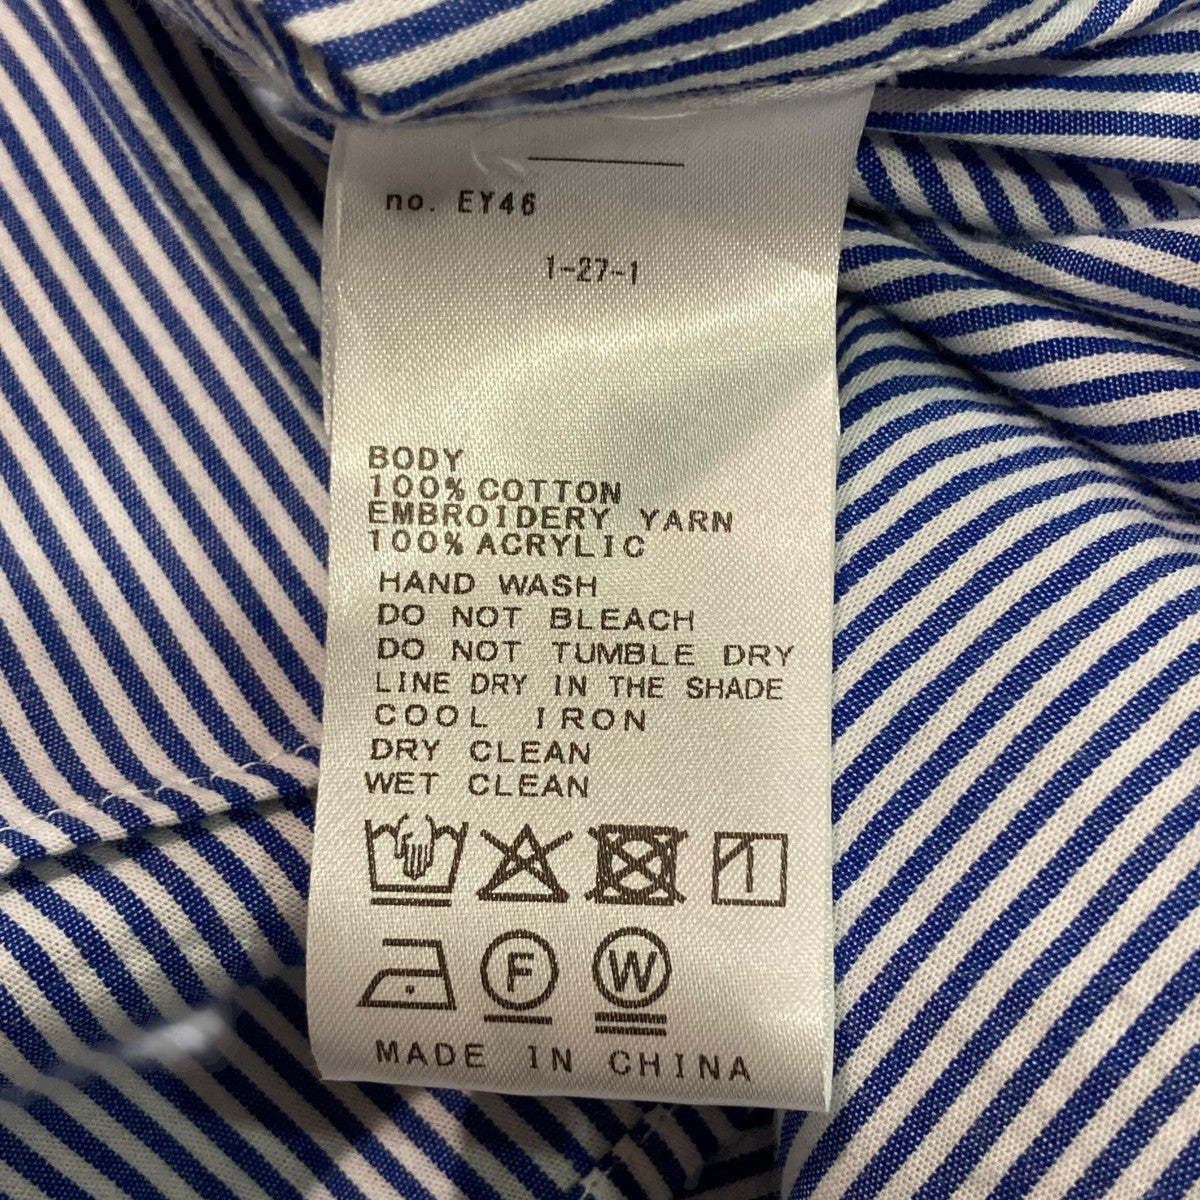 no. EY46
1-27-1
BODY
100% COTTON
EMBROIDERY YARN
100% ACRYLIC
HAND WASH
DO NOT BLEACH
DO NOT TUMBLE DRY
LINE DRY IN THE SHADE
COOL IRON
DRY CLEAN
WET CLEAN
F W
MADE IN CHINA